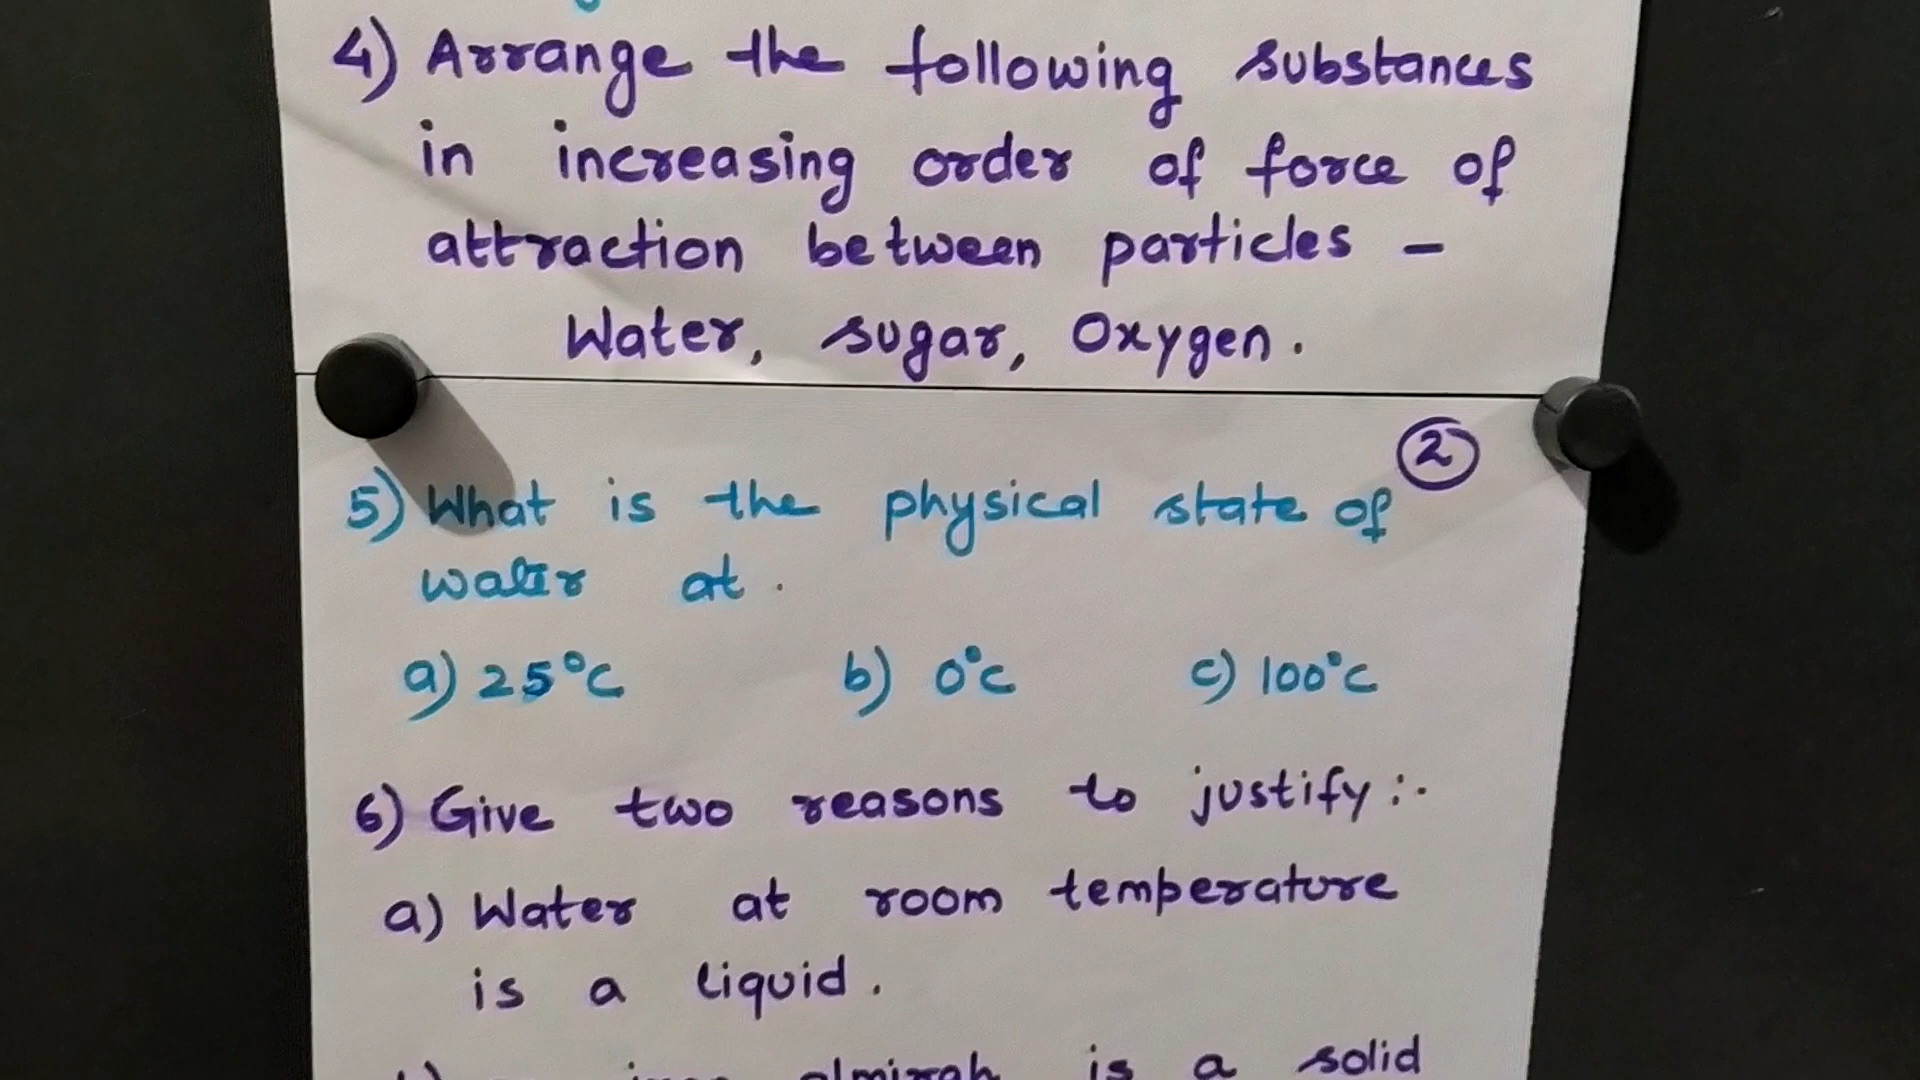 4) Arrange the following substances
in increasing order of force of
attraction between particles –
Water, sugar, Oxygen.
2
5) What is the physical state of
water at.
a) 25°C b) 0°C c) 100°C
6) Give two reasons to justify :-
a) Water at room temperature
is a liquid.
almirah is a solid